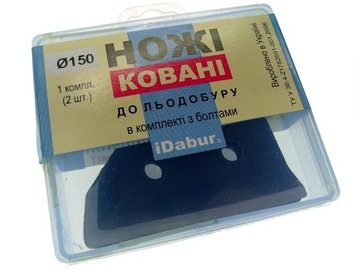 Ø150
1 компл.
(2 шт.)
НОЖІ
КОВАНІ
ДО ЛЬОДОБУРУ
в комплекті з болтами
iDabur®
Вироблено в Україні